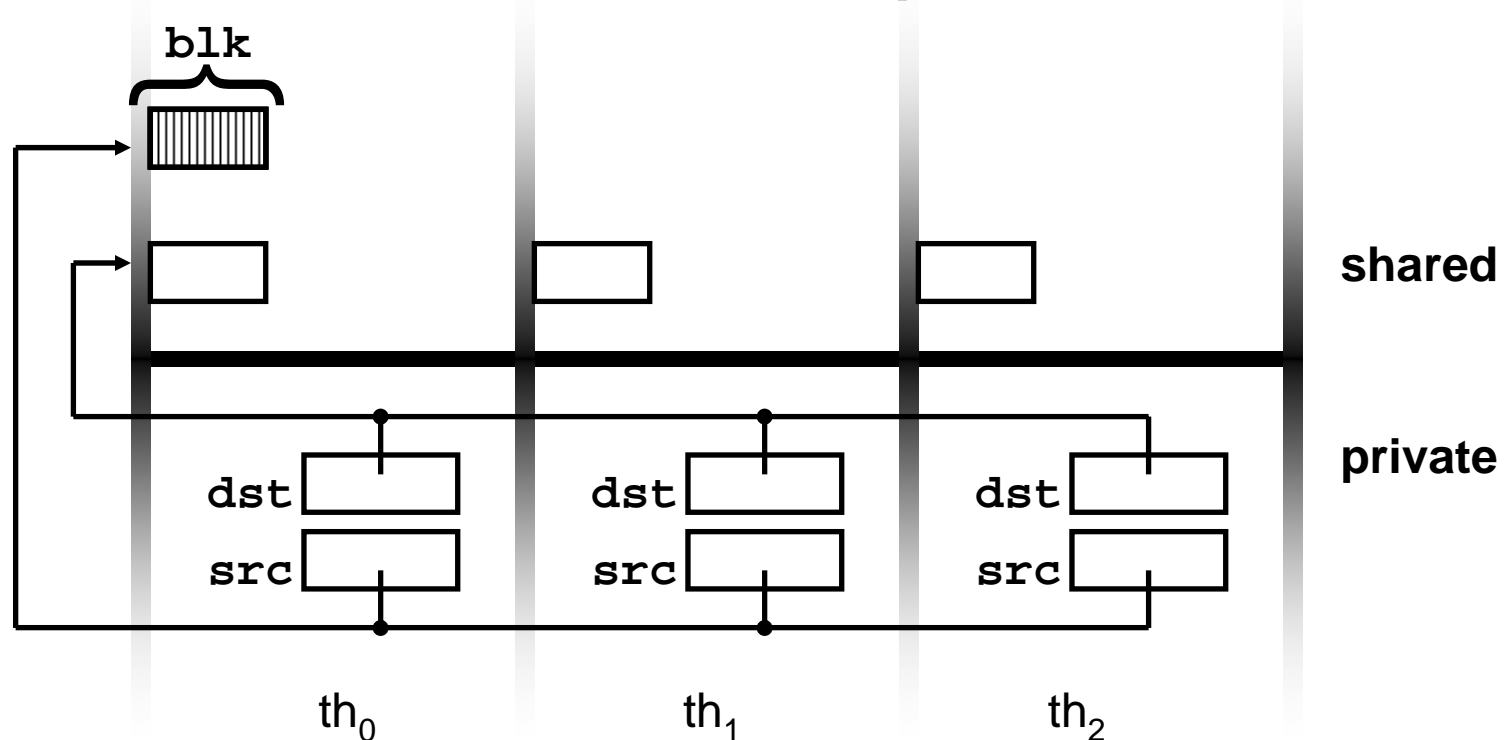 blk
shared
private
dst dst dst
src src src
th₀ th₁ th₂